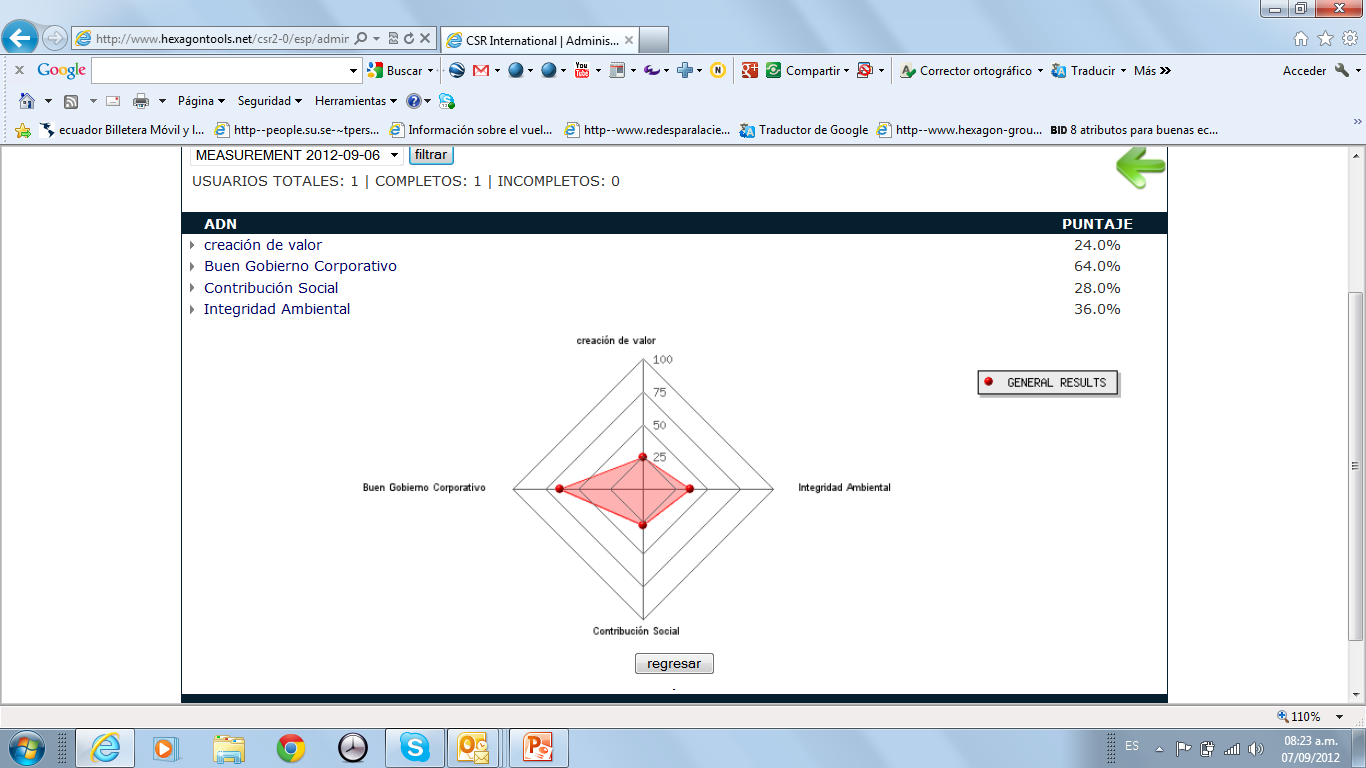 http://www.hexagontools.net/csr2-0/esp/admir
CSR International | Adminis...
Google
Buscar
Compartir
Corrector ortográfico
Traducir
Más
Acceder
Página
Seguridad
Herramientas
ecuador Billetera Móvil y l...
http--people.su.se-~tpers...
Información sobre el vuel...
http--www.redesparalacie...
Traductor de Google
http--www.hexagon-grou...
BID 8 atributos para buenas ec...
MEASUREMENT 2012-09-06
filtrar
USUARIOS TOTALES: 1 | COMPLETOS: 1 | INCOMPLETOS: 0
ADN PUNTAJE
creación de valor 24.0%
Buen Gobierno Corporativo 64.0%
Contribución Social 28.0%
Integridad Ambiental 36.0%
creación de valor
100
75
50
25
GENERAL RESULTS
Buen Gobierno Corporativo
Integridad Ambiental
Contribución Social
regresar
110%
ES
08:23 a.m.
07/09/2012